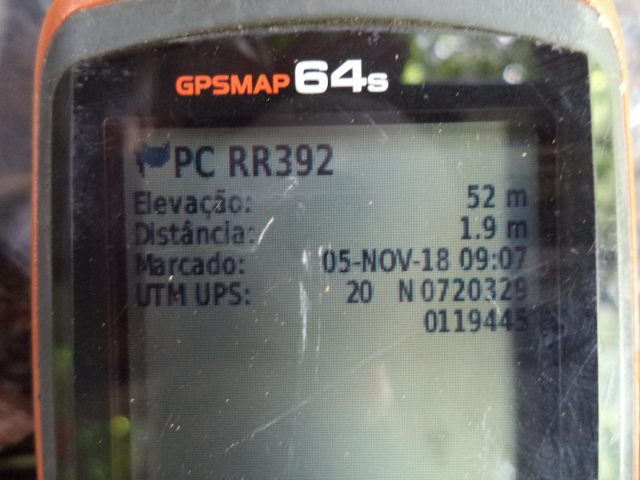 GPSMAP 64s
PC RR392
Elevação: 52 m
Distância: 1.9 m
Marcado: 05-NOV-18 09:07
UTM UPS: 20 N 0720329
0119445